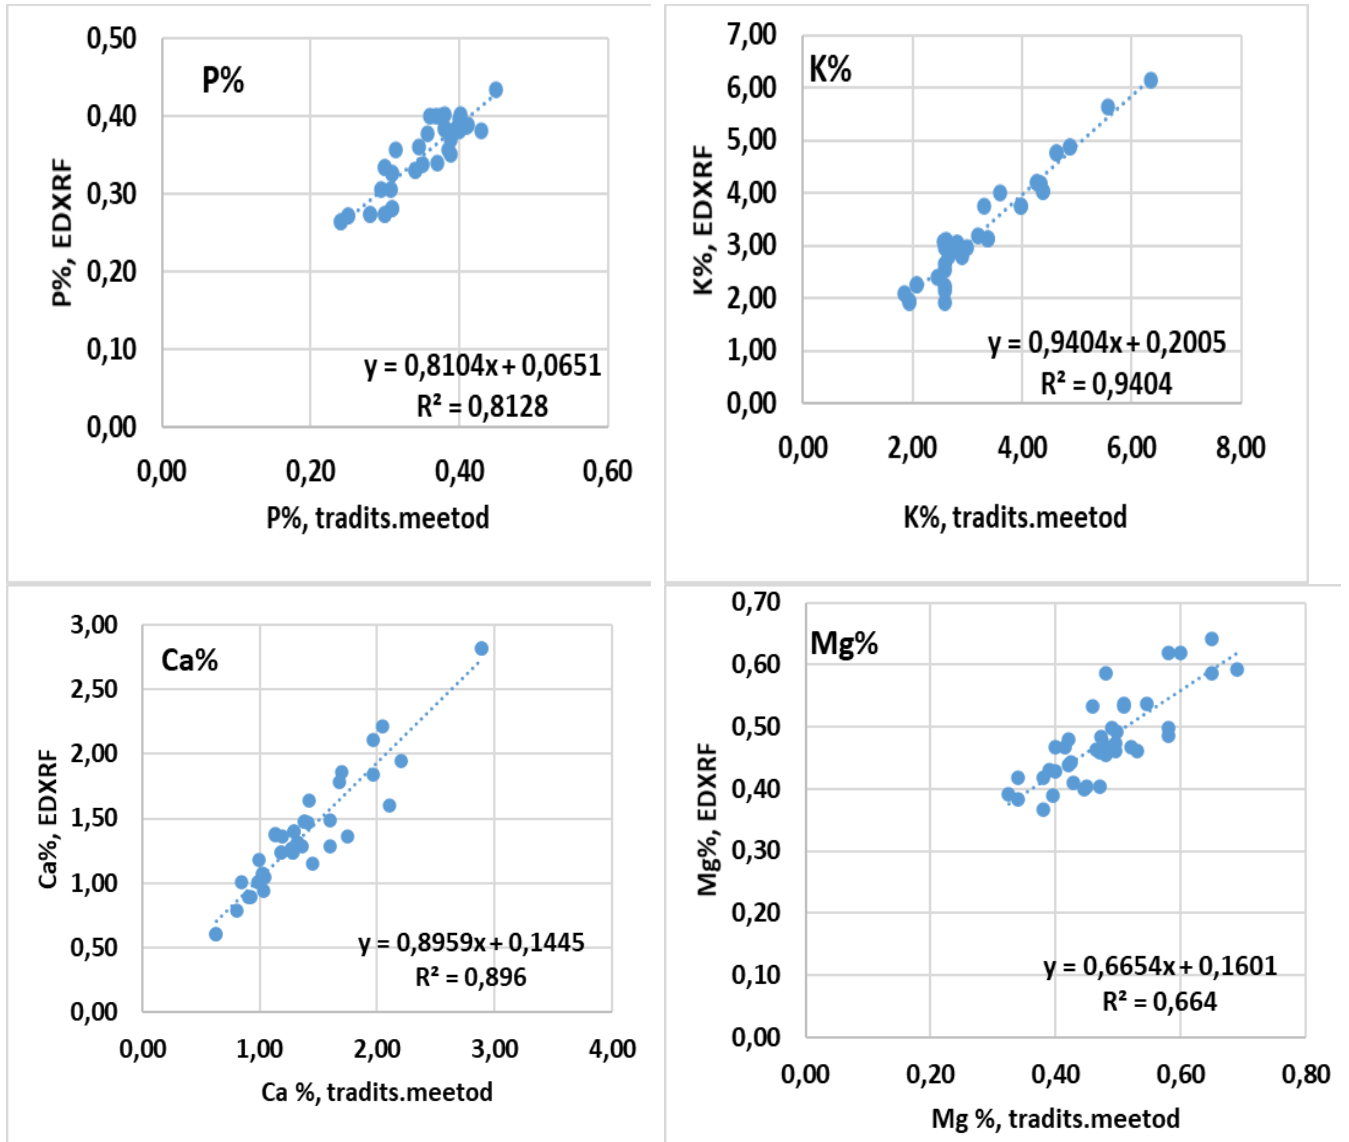 P%
0,50
0,40
0,30
0,20
0,10
0,00
P%, EDXRF
y = 0,8104x + 0,0651
R² = 0,8128
0,00 0,20 0,40 0,60
P%, tradits.meetod
K%
7,00
6,00
5,00
4,00
3,00
2,00
1,00
0,00
K%, EDXRF
y = 0,9404x + 0,2005
R² = 0,9404
0,00 2,00 4,00 6,00 8,00
K%, tradits.meetod
Ca%
3,00
2,50
2,00
1,50
1,00
0,50
0,00
Ca%, EDXRF
y = 0,8959x + 0,1445
R² = 0,896
0,00 1,00 2,00 3,00 4,00
Ca %, tradits.meetod
Mg%
0,70
0,60
0,50
0,40
0,30
0,20
0,10
0,00
Mg%, EDXRF
y = 0,6654x + 0,1601
R² = 0,664
0,00 0,20 0,40 0,60 0,80
Mg %, tradits.meetod